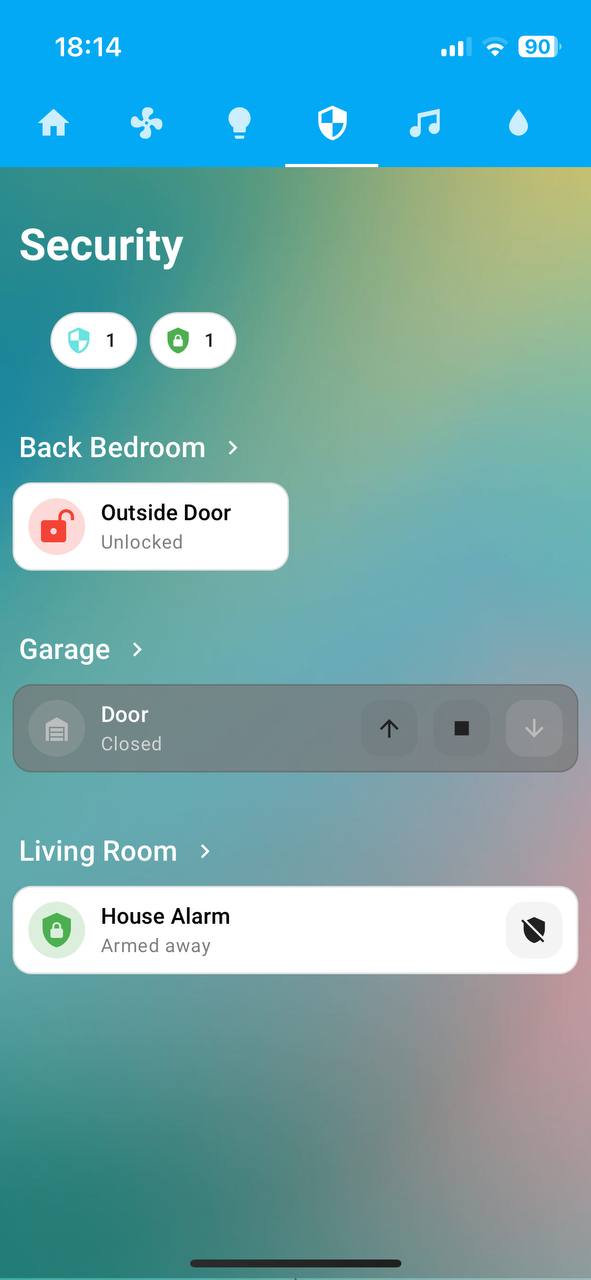 18:14
90
Security
1
1
Back Bedroom
Outside Door
Unlocked
Garage
Door
Closed
Living Room
House Alarm
Armed away